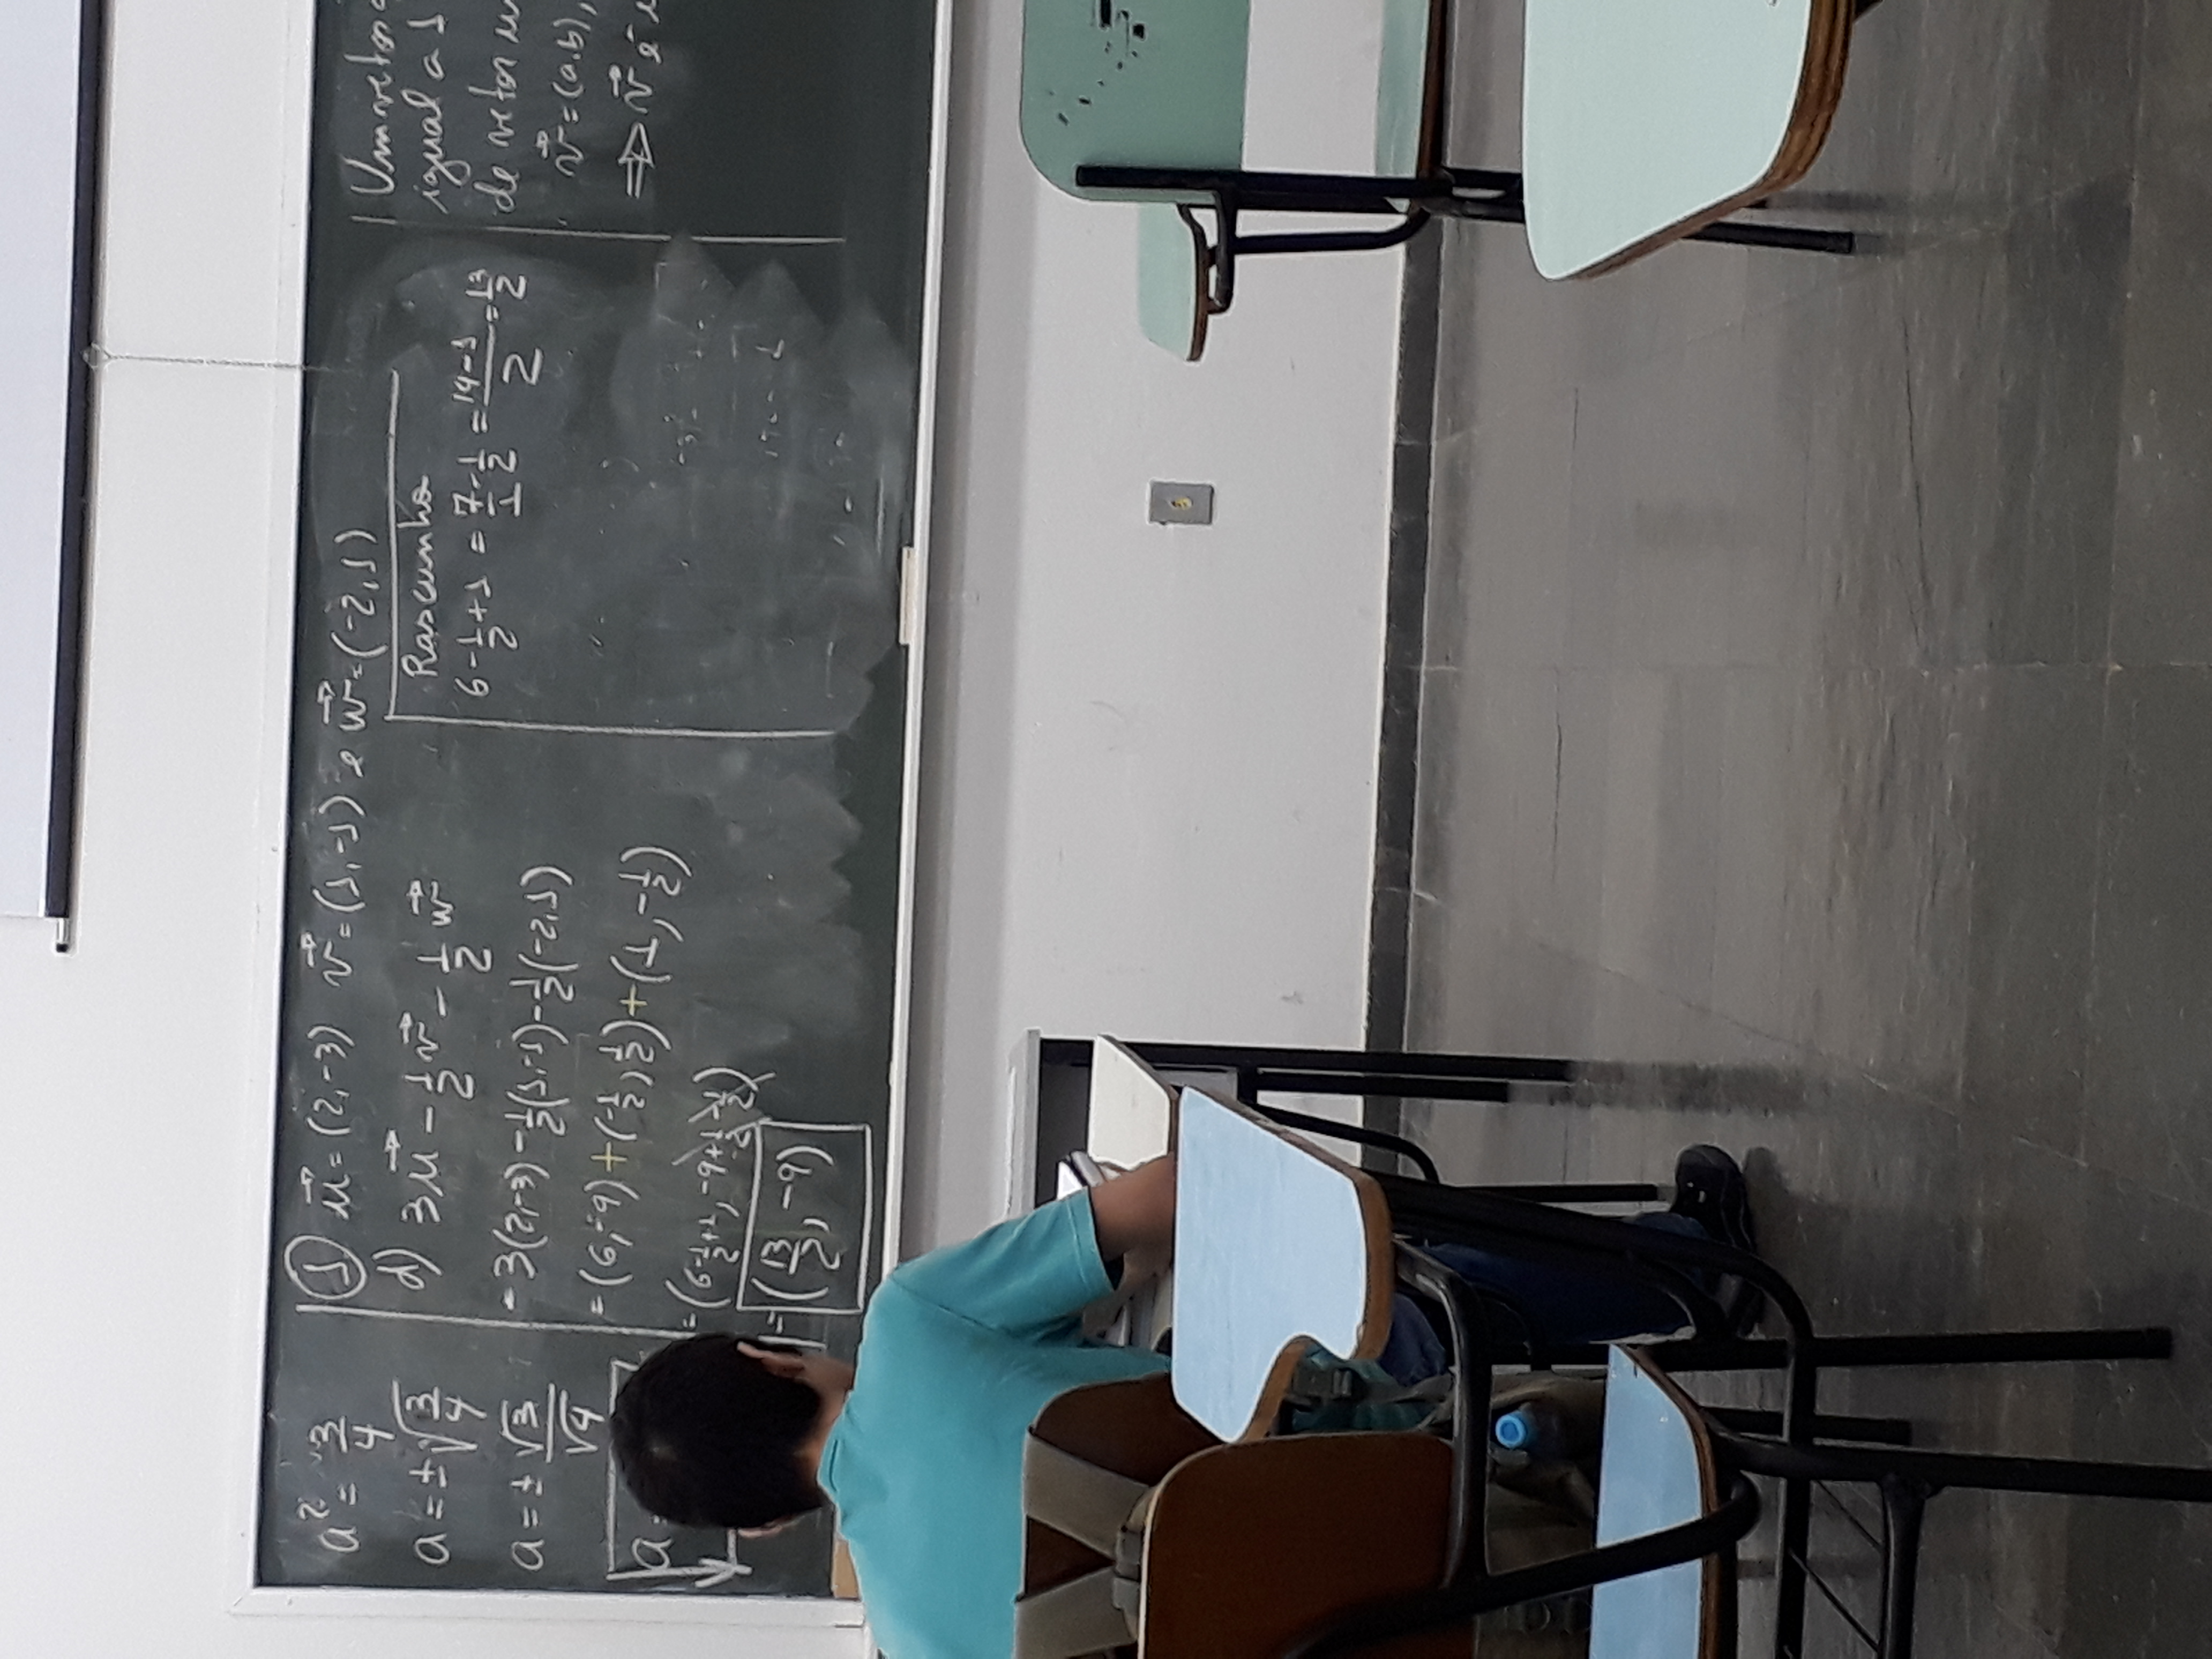 a² = 3/4
a = ± √(3/4)
a = ± √3/√4
a
① u⃗ = (2,-3) v⃗ = (1,-1) e w⃗ = (-2,1)
d) 3u⃗ - 1/2 v⃗ - 1/2 w⃗
= 3(2,-3) - 1/2(1,-1) - 1/2(-2,1)
= (6,-9) + (-1/2, 1/2) + (1, -1/2)
= (6 - 1/2 + 1, -9 + 1/2 - 1/2)
= (13/2, -9)
Rascunho
6 - 1/2 + 1 = 7/1 - 1/2 = 14-1/2 = 13/2
Um vetor
igual a 1
de vetor
v⃗ = (a,b),
⇒ v⃗ é